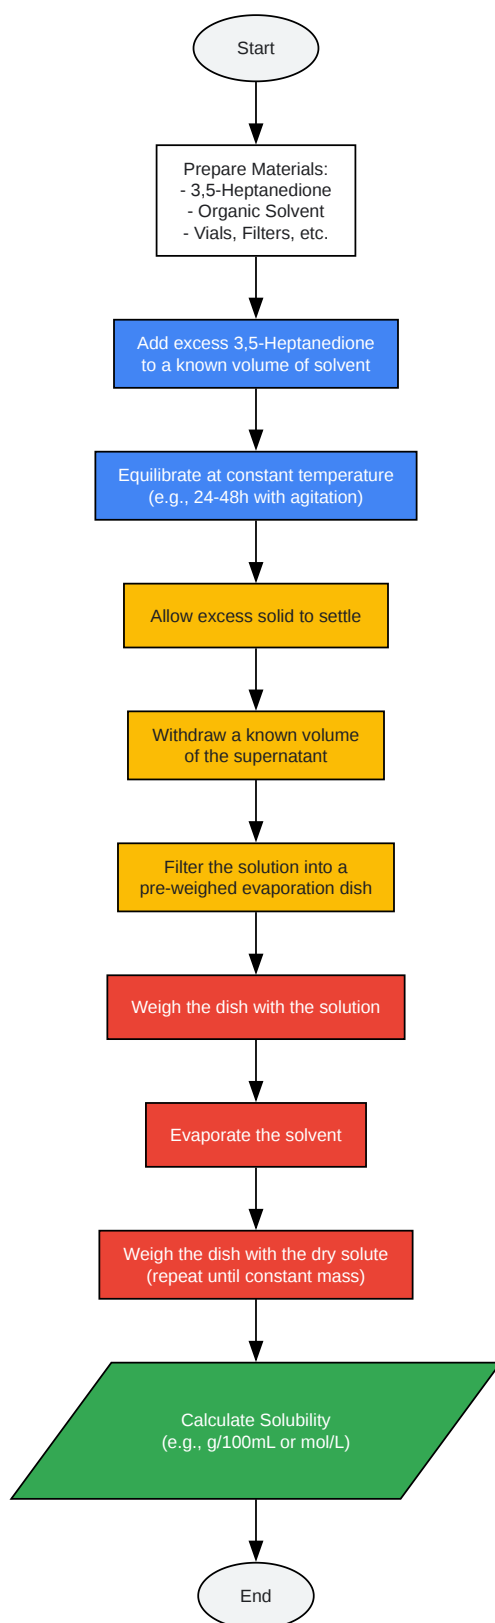 Start
Prepare Materials:
- 3,5-Heptanedione
- Organic Solvent
- Vials, Filters, etc.
Add excess 3,5-Heptanedione
to a known volume of solvent
Equilibrate at constant temperature
(e.g., 24-48h with agitation)
Allow excess solid to settle
Withdraw a known volume
of the supernatant
Filter the solution into a
pre-weighed evaporation dish
Weigh the dish with the solution
Evaporate the solvent
Weigh the dish with the dry solute
(repeat until constant mass)
Calculate Solubility
(e.g., g/100mL or mol/L)
End